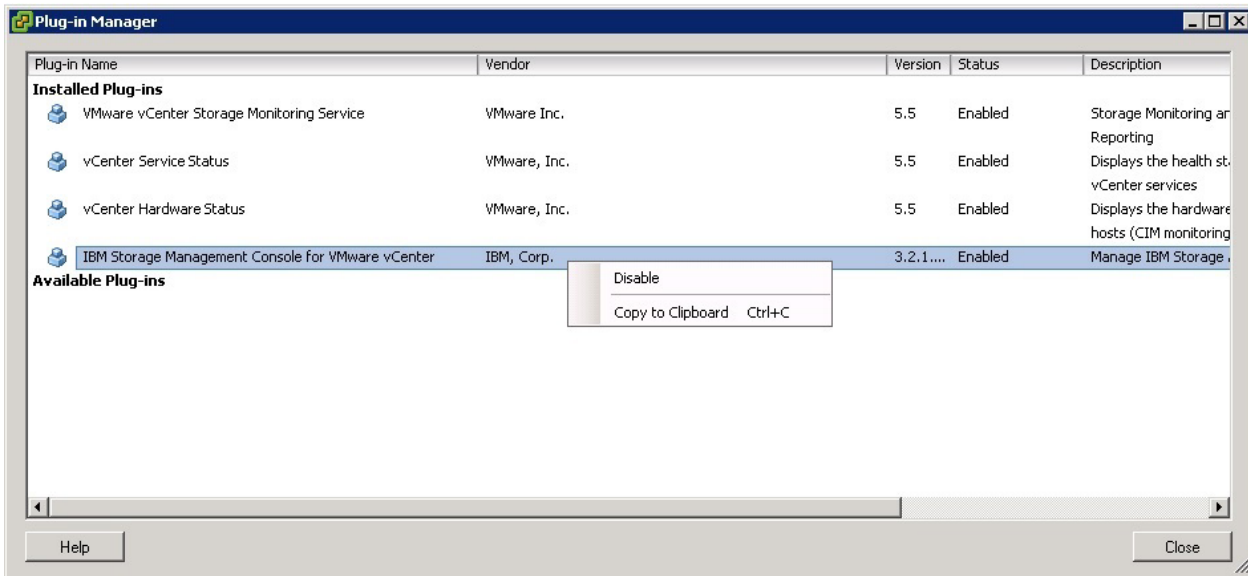 Plug-in Manager
Plug-in Name Vendor Version Status Description
Installed Plug-ins
VMware vCenter Storage Monitoring Service VMware Inc. 5.5 Enabled Storage Monitoring an
Reporting
vCenter Service Status VMware, Inc. 5.5 Enabled Displays the health st
vCenter services
vCenter Hardware Status VMware, Inc. 5.5 Enabled Displays the hardware
hosts (CIM monitoring
IBM Storage Management Console for VMware vCenter IBM, Corp. 3.2.1.... Enabled Manage IBM Storage
Available Plug-ins
Disable
Copy to Clipboard Ctrl+C
Help Close